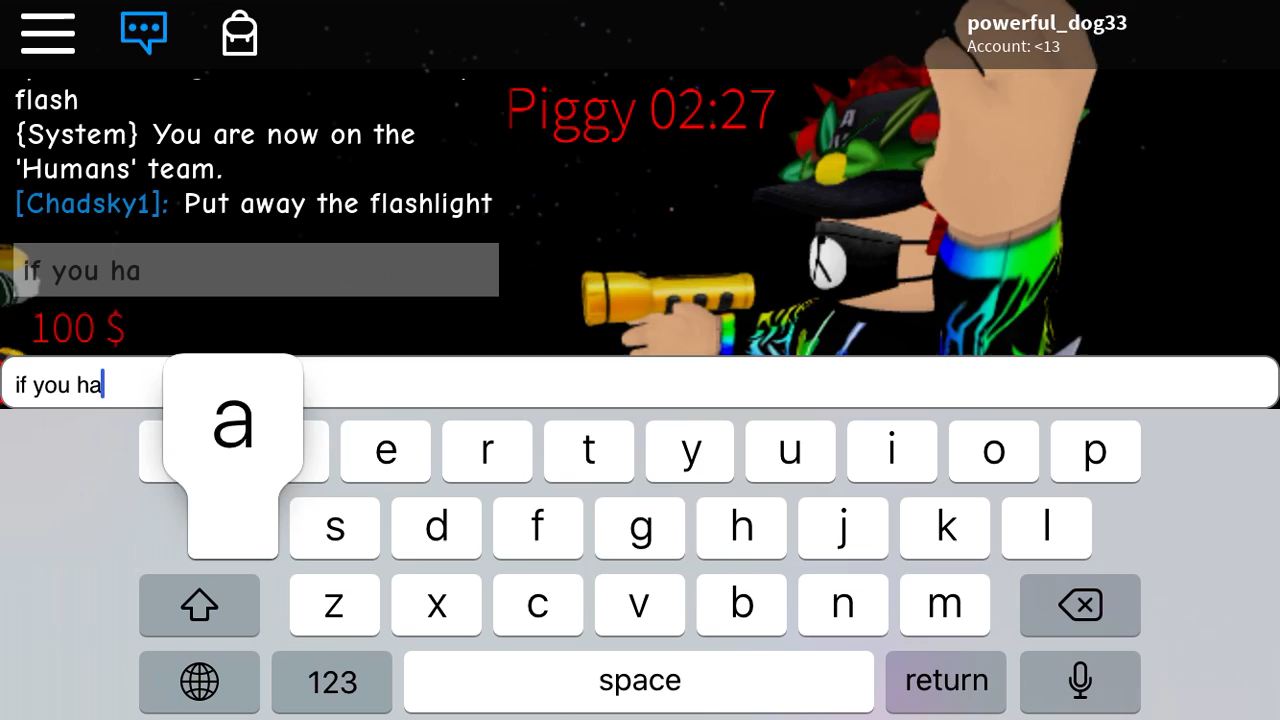 powerful_dog33
Account: <13
flash
Piggy 02:27
{System} You are now on the
'Humans' team.
[Chadsky1]: Put away the flashlight
if you ha
100 $
if you ha
a
e r t y u i o p
s d f g h j k l
z x c v b n m
123 space return